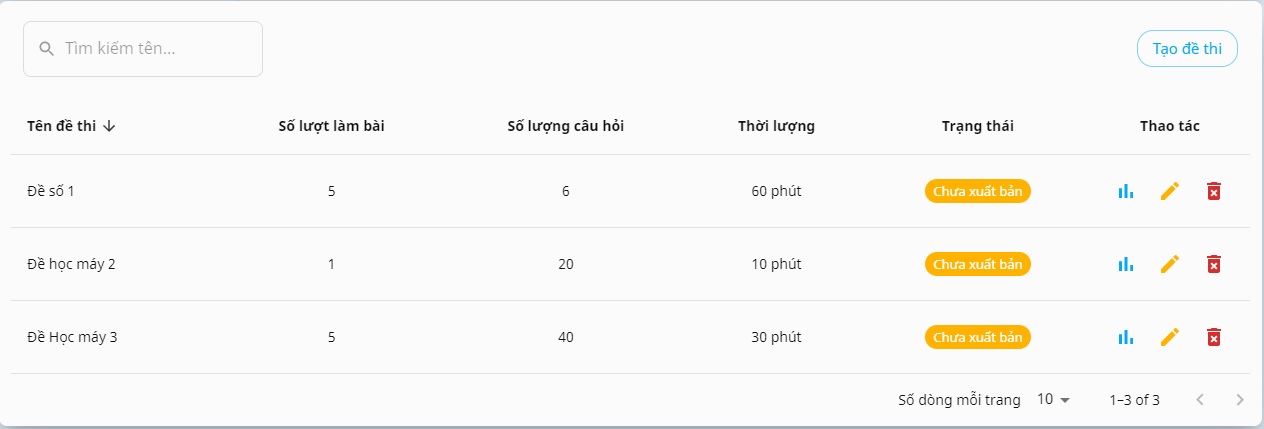 Tìm kiếm tên...
Tạo đề thi
Tên đề thi Số lượt làm bài Số lượng câu hỏi Thời lượng Trạng thái Thao tác
Đề số 1 5 6 60 phút Chưa xuất bản
Đề học máy 2 1 20 10 phút Chưa xuất bản
Đề Học máy 3 5 40 30 phút Chưa xuất bản
Số dòng mỗi trang 10 1–3 of 3